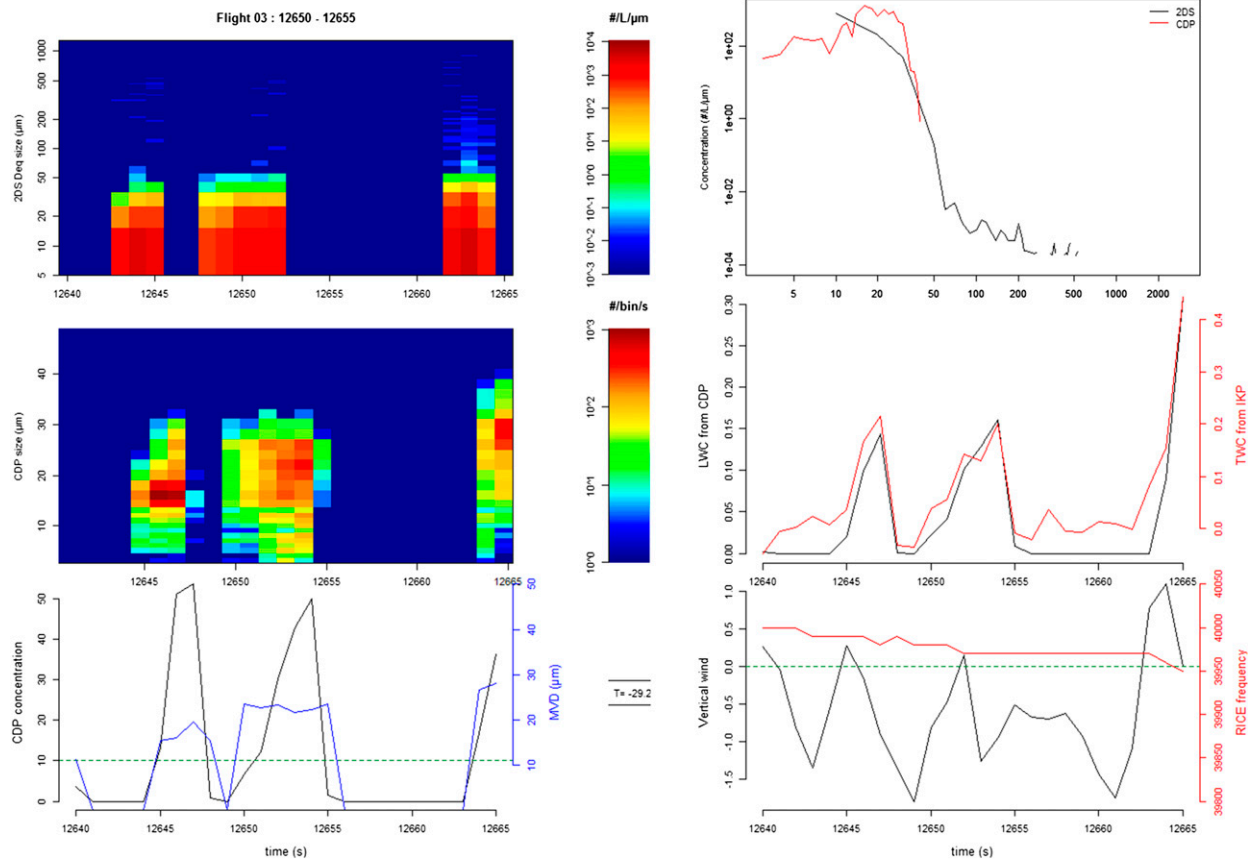 Flight 03 : 12650 - 12655
#/L/µm
2DS Deq size (µm)
1000
500
200
100
50
20
10
5
12640 12645 12650 12655 12660 12665
10^4
10^3
10^2
10^1
10^0
10^-1
10^-2
10^-3
2DS
CDP
Concentration (#/L/µm)
1e+02
1e+00
1e-02
1e-04
5 10 20 50 100 200 500 1000 2000
#/bin/s
CDP size (µm)
40
30
20
10
12645 12650 12655 12660 12665
10^3
10^2
10^1
10^0
LWC from CDP
0.30
0.25
0.20
0.15
0.10
0.05
0.00
TWC from IKP
0.4
0.3
0.2
0.1
0.0
12640 12645 12650 12655 12660 12665
CDP concentration
50
40
30
20
10
0
MVD (µm)
50
40
30
20
10
T= -29.2
12640 12645 12650 12655 12660 12665
time (s)
Vertical wind
1.0
0.5
0.0
-0.5
-1.0
-1.5
RICE frequency
40050
40000
39950
39900
39850
39800
12640 12645 12650 12655 12660 12665
time (s)